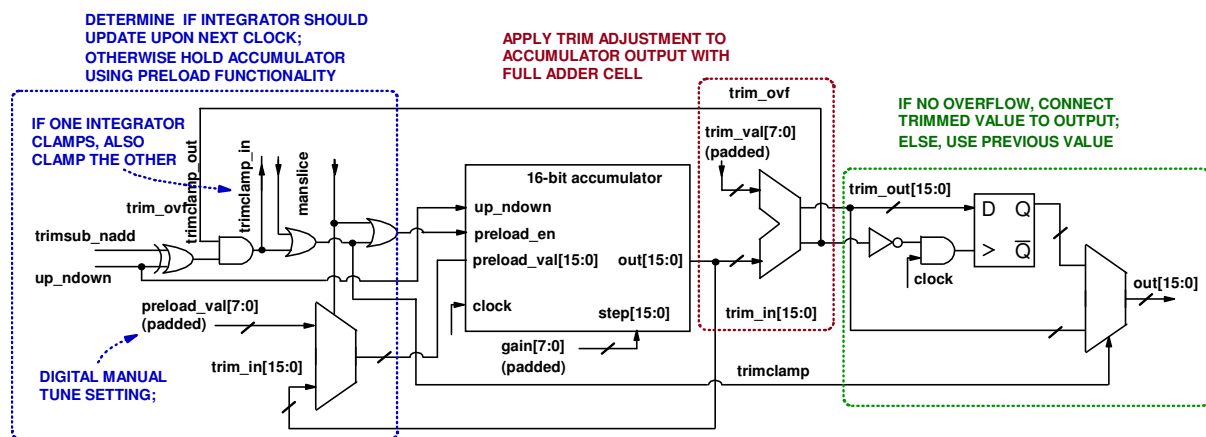 DETERMINE IF INTEGRATOR SHOULD
UPDATE UPON NEXT CLOCK;
OTHERWISE HOLD ACCUMULATOR
USING PRELOAD FUNCTIONALITY
APPLY TRIM ADJUSTMENT TO
ACCUMULATOR OUTPUT WITH
FULL ADDER CELL
IF NO OVERFLOW, CONNECT
TRIMMED VALUE TO OUTPUT;
ELSE, USE PREVIOUS VALUE
IF ONE INTEGRATOR
CLAMPS, ALSO
CLAMP THE OTHER
trimclamp_out
trimclamp_in
manslice
trim_ovf
trimsub_nadd
up_ndown
preload_val[7:0]
(padded)
trim_in[15:0]
DIGITAL MANUAL
TUNE SETTING;
16-bit accumulator
up_ndown
preload_en
preload_val[15:0]
out[15:0]
clock
step[15:0]
gain[7:0]
(padded)
trim_ovf
trim_val[7:0]
(padded)
trim_in[15:0]
trimclamp
trim_out[15:0]
D Q
> Q
clock
out[15:0]